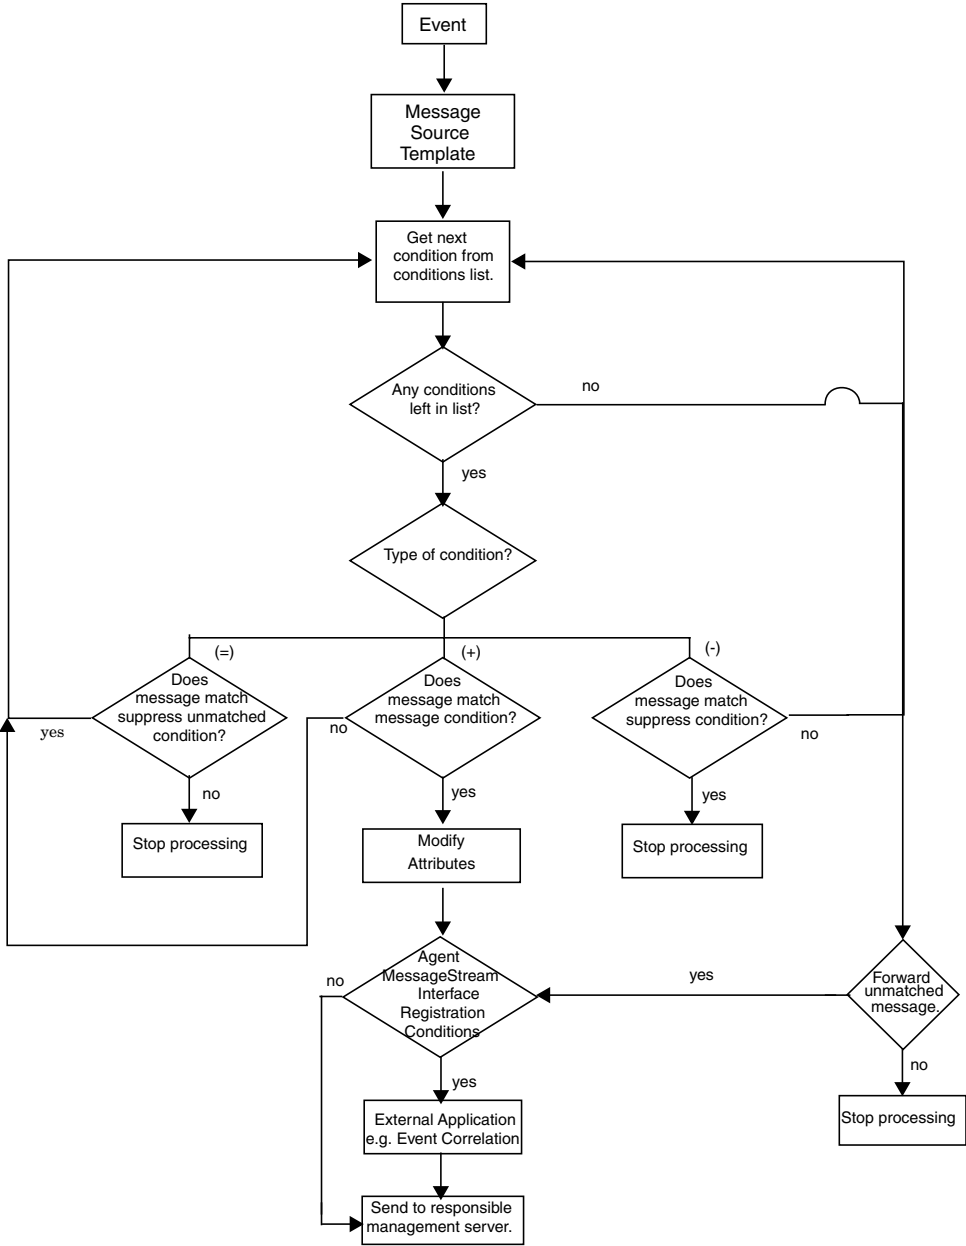 Event
Message
Source
Template
Get next
condition from
conditions list.
Any conditions
left in list?
no
yes
Type of condition?
(=)
(+)
(-)
Does
message match
suppress unmatched
condition?
yes
no
Does
message match
message condition?
no
yes
Does
message match
suppress condition?
no
yes
Stop processing
Modify
Attributes
Stop processing
Agent
MessageStream
Interface
Registration
Conditions
no
yes
yes
Forward
unmatched
message.
no
External Application
e.g. Event Correlation
Stop processing
Send to responsible
management server.